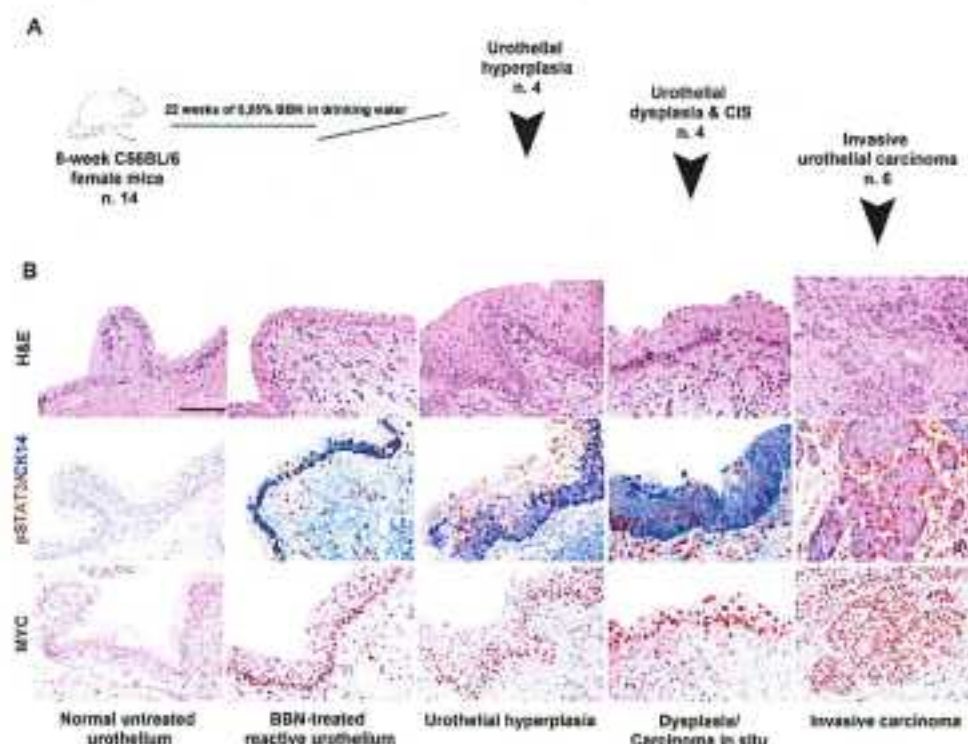 A
Urothelial
hyperplasia
n. 4
22 weeks of 0,05% BBN in drinking water
Urothelial
dysplasia & CIS
n. 4
6-week C56BL/6
female mice
n. 14
Invasive
urothelial carcinoma
n. 6
B
H&E
pSTAT3/CK14
MYC
Normal untreated
urothelium
BBN-treated
reactive urothelium
Urothelial hyperplasia
Dysplasia/
Carcinoma in situ
Invasive carcinoma